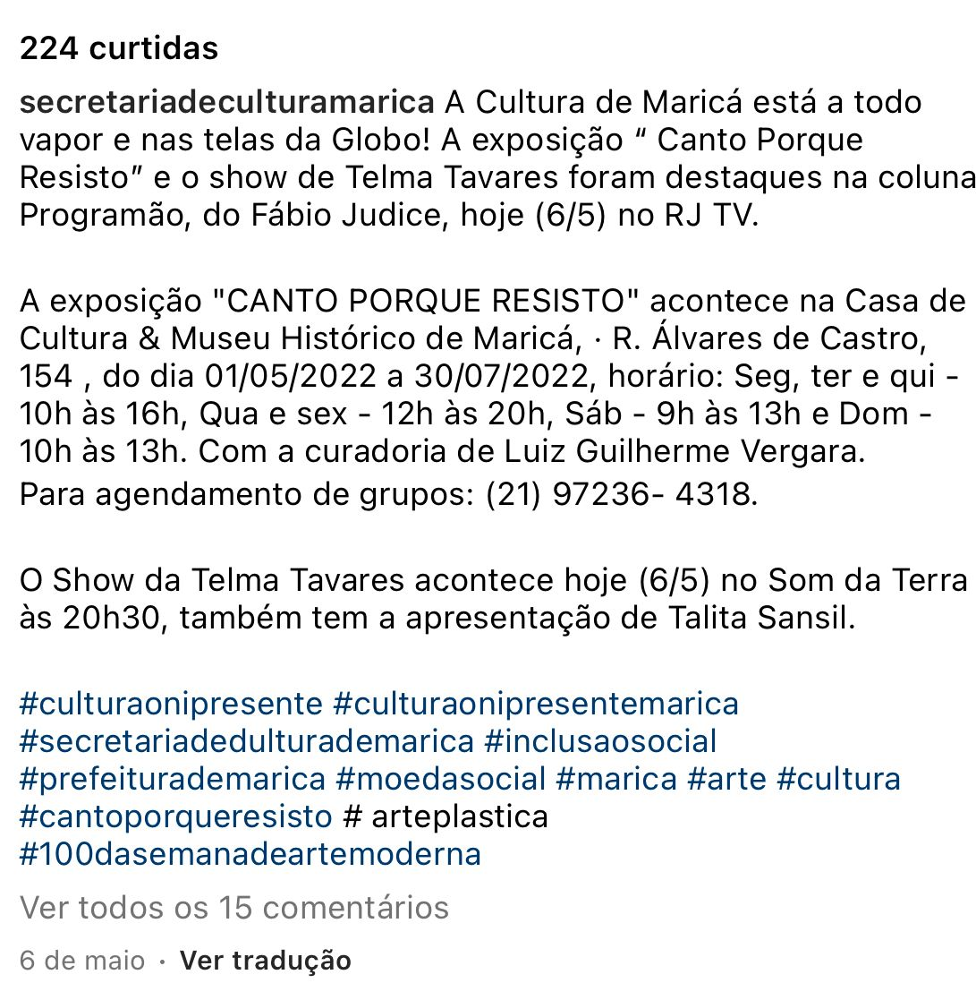 224 curtidas
secretariadeculturamarica A Cultura de Maricá está a todo
vapor e nas telas da Globo! A exposição “ Canto Porque
Resisto” e o show de Telma Tavares foram destaques na coluna
Programão, do Fábio Judice, hoje (6/5) no RJ TV.
A exposição "CANTO PORQUE RESISTO" acontece na Casa de
Cultura & Museu Histórico de Maricá, · R. Álvares de Castro,
154 , do dia 01/05/2022 a 30/07/2022, horário: Seg, ter e qui -
10h às 16h, Qua e sex - 12h às 20h, Sáb - 9h às 13h e Dom -
10h às 13h. Com a curadoria de Luiz Guilherme Vergara.
Para agendamento de grupos: (21) 97236- 4318.
O Show da Telma Tavares acontece hoje (6/5) no Som da Terra
às 20h30, também tem a apresentação de Talita Sansil.
#culturaonipresente #culturaonipresentemarica
#secretariadedulturademarica #inclusaosocial
#prefeiturademarica #moedasocial #marica #arte #cultura
#cantoporqueresisto # arteplastica
#100dasemanadeartemoderna
Ver todos os 15 comentários
6 de maio · Ver tradução